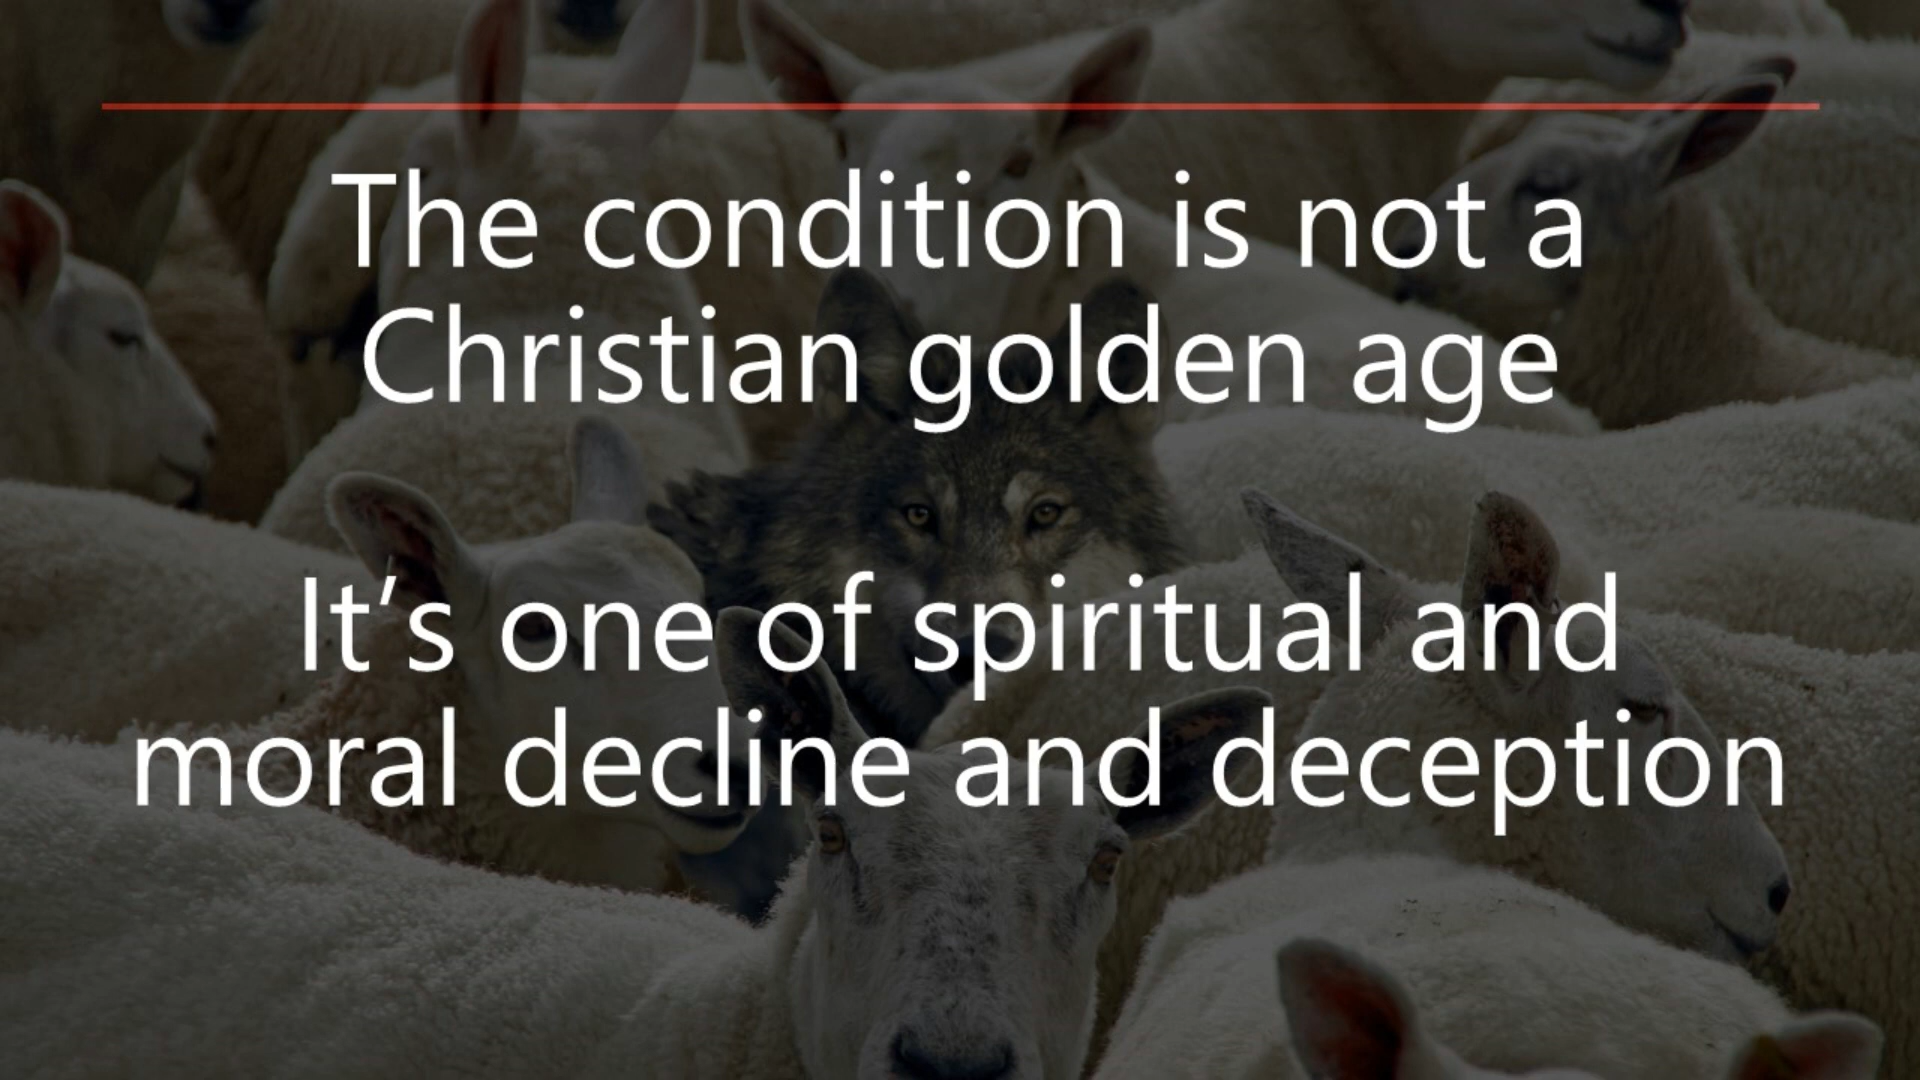 The condition is not a
Christian golden age
It’s one of spiritual and
moral decline and deception